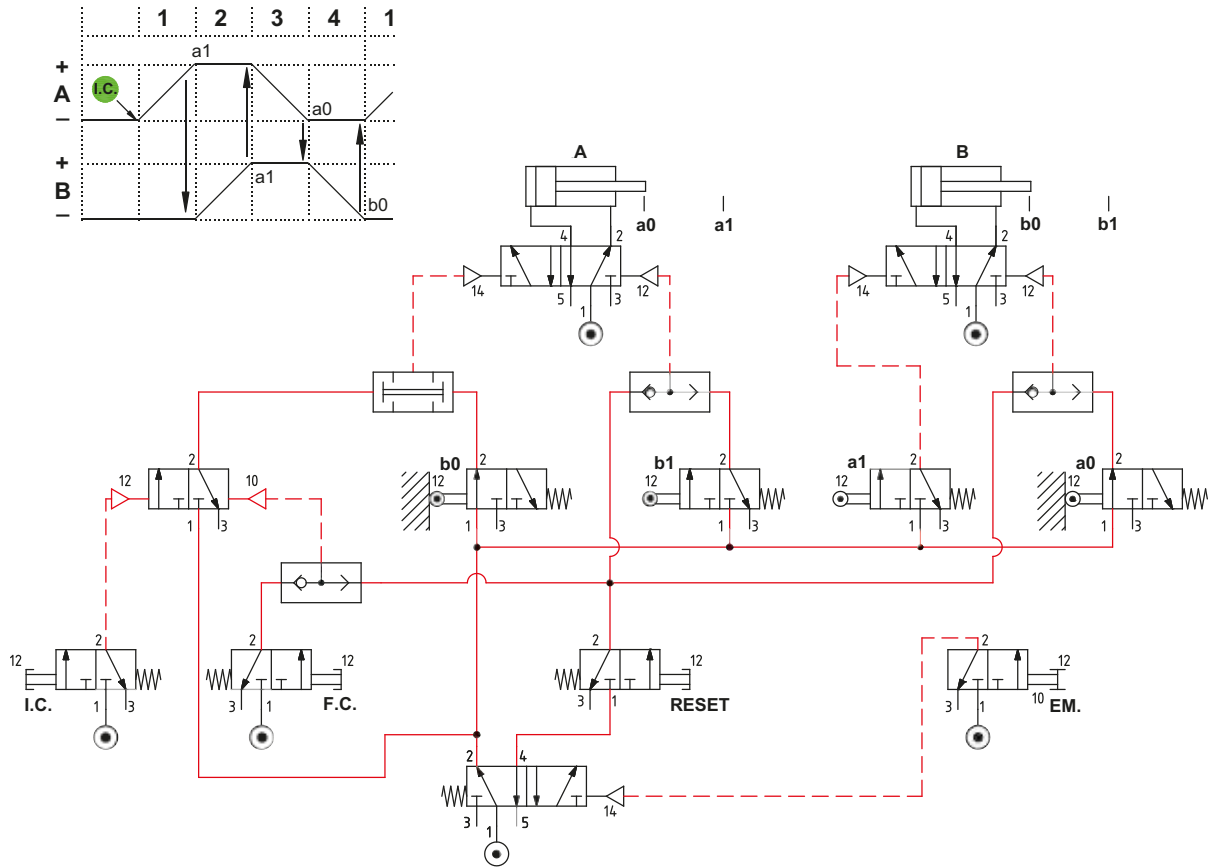 1 2 3 4 1
a1
+
A
–
I.C.
a0
+
B
–
a1
b0
A
B
a0 a1
b0 b1
4 2
4 2
14 12
14 12
5 3
5 3
1
1
2 b0 2 b1 2 a1 2 a0 2
12 10 12 12 12 12
1 3 1 3 1 3 1 3 1 3
2 2 2 2
12 12 12 12
I.C. F.C. RESET 10 EM.
1 3 3 1 3 1 3 1
2 4
14
3 1 5